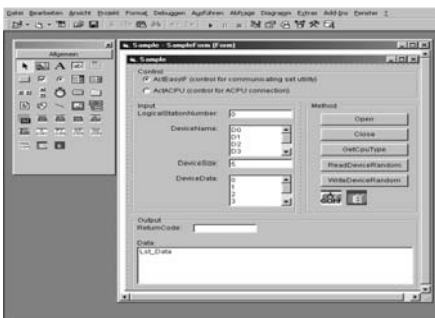 Datei Bearbeiten Ansicht Projekt Format Debuggen Ausführen Abfrage Diagramm Extras Add-Ins Fenster ?
Allgemein
Sample - SampleForm (Form)
Sample
Control
ActEasyIF (control for communicating set utility)
ActACPU (control for ACPU connection)
Input
LogicalStationNumber:
0
DeviceName:
D0
D1
D2
D3
DeviceSize:
5
DeviceData:
0
1
2
3
Method
Open
Close
GetCpuType
ReadDeviceRandom
WriteDeviceRandom
Output
ReturnCode:
Data:
Lst_Data